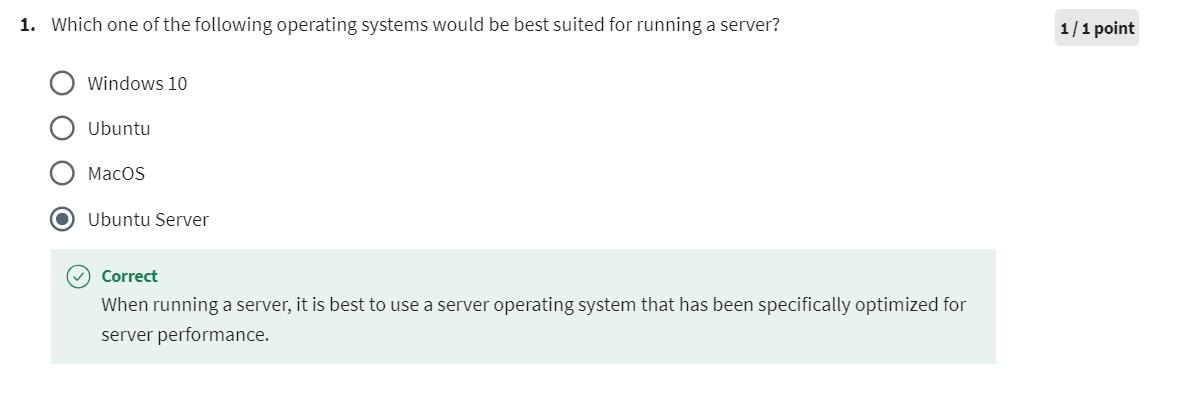 1. Which one of the following operating systems would be best suited for running a server?
1 / 1 point
Windows 10
Ubuntu
MacOS
Ubuntu Server
Correct
When running a server, it is best to use a server operating system that has been specifically optimized for
server performance.